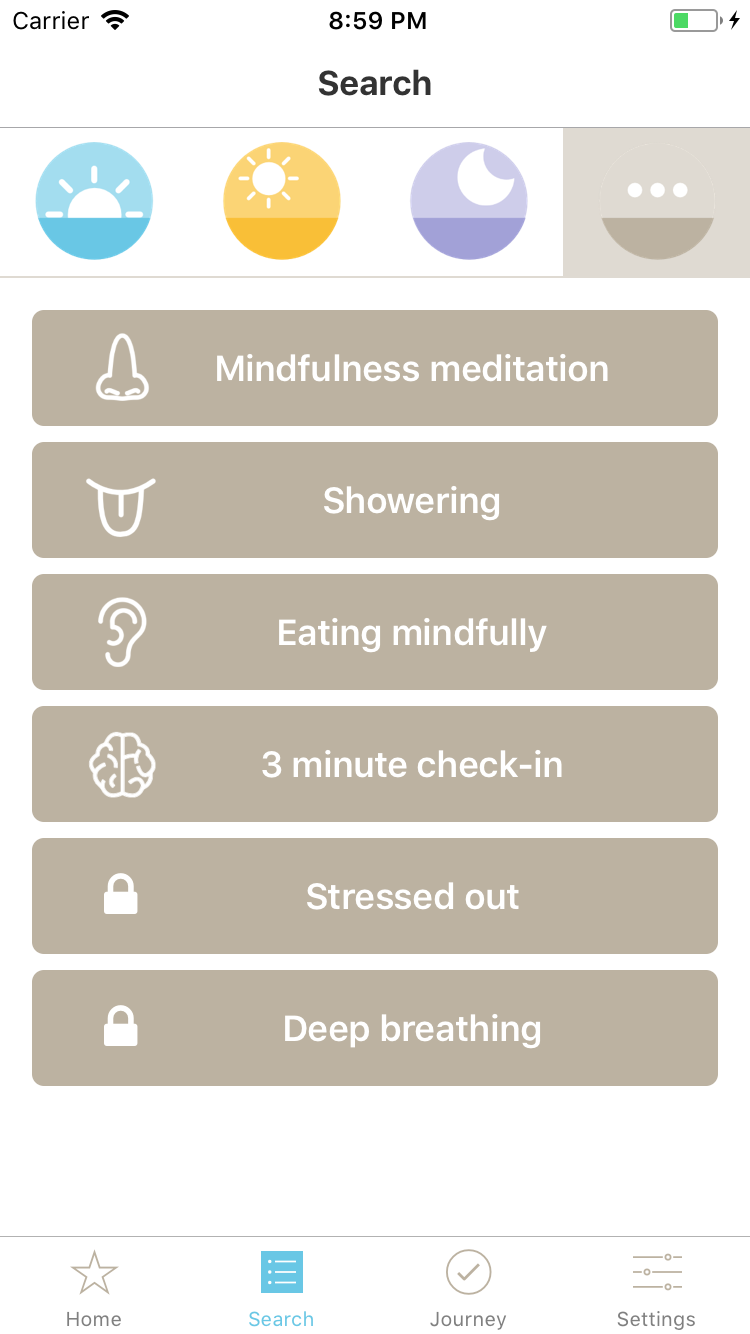 Carrier 8:59 PM
Search
Mindfulness meditation
Showering
Eating mindfully
3 minute check-in
Stressed out
Deep breathing
Home Search Journey Settings